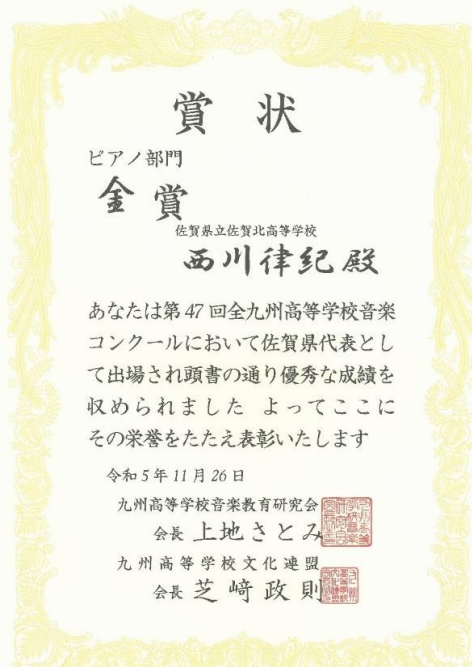 賞状
ピアノ部門
金賞
佐賀県立佐賀北高等学校
西川律紀殿
あなたは第47回全九州高等学校音楽
コンクールにおいて佐賀県代表とし
て出場され頭書の通り優秀な成績を
収められました よってここに
その栄誉をたたえ表彰いたします
令和5年11月26日
九州高等学校音楽教育研究会
会長 上地さとみ
九州高等学校文化連盟
会長 芝﨑政則